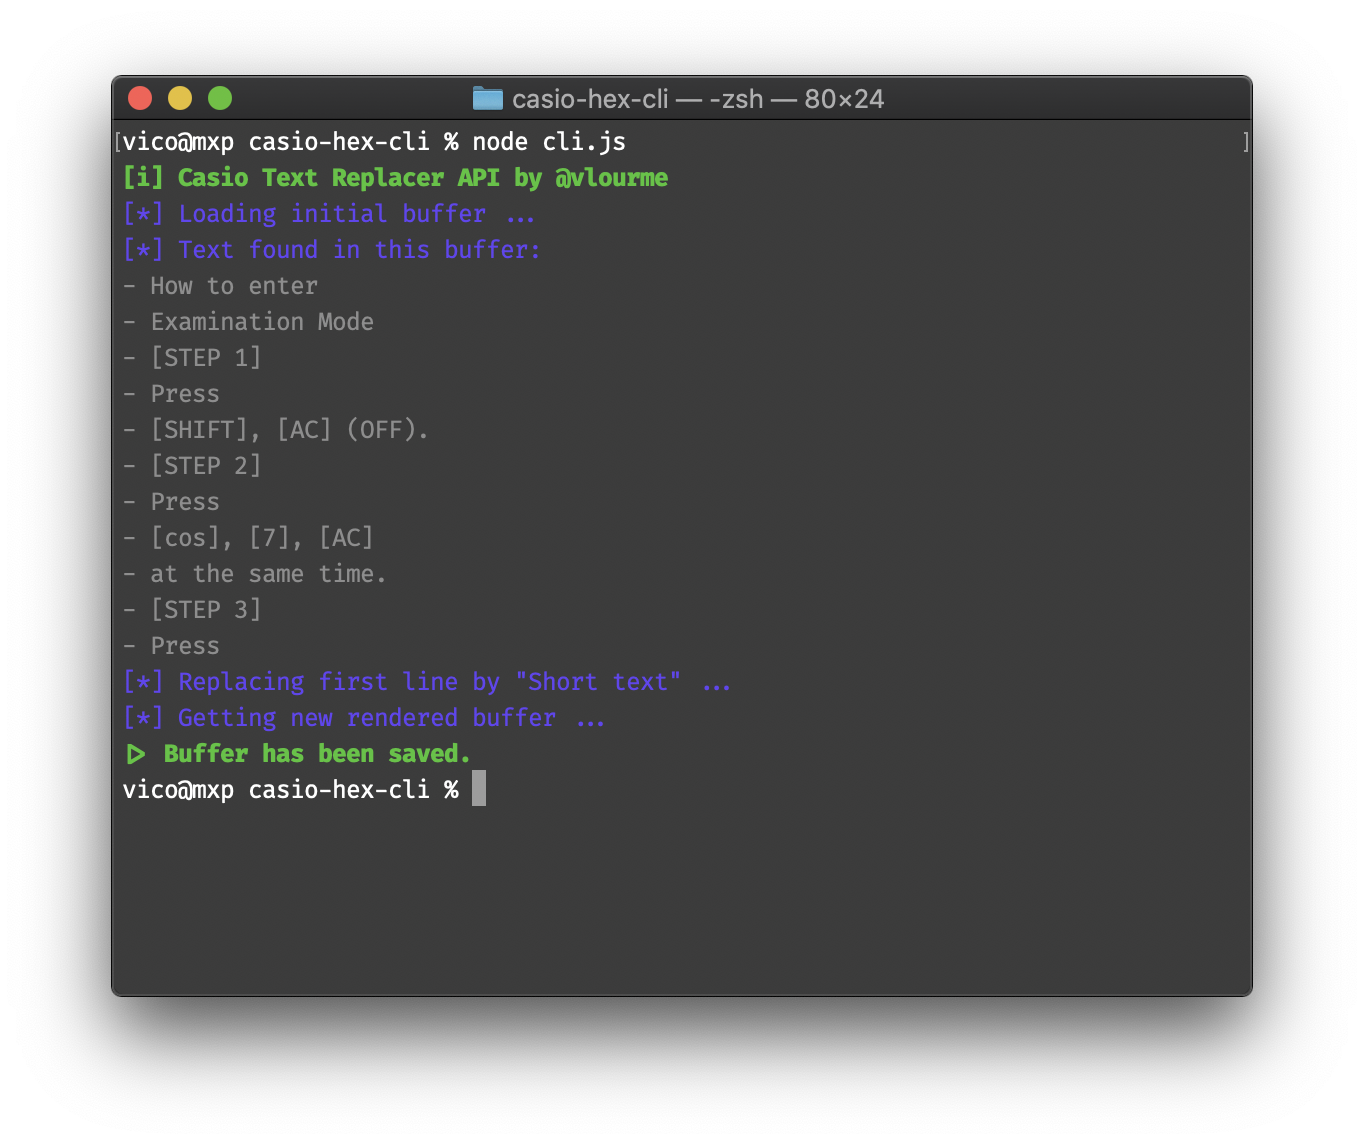 casio-hex-cli — -zsh — 80×24
[vico@mxp casio-hex-cli % node cli.js ]
[i] Casio Text Replacer API by @vlourme
[*] Loading initial buffer ...
[*] Text found in this buffer:
- How to enter
- Examination Mode
- [STEP 1]
- Press
- [SHIFT], [AC] (OFF).
- [STEP 2]
- Press
- [cos], [7], [AC]
- at the same time.
- [STEP 3]
- Press
[*] Replacing first line by "Short text" ...
[*] Getting new rendered buffer ...
▷ Buffer has been saved.
vico@mxp casio-hex-cli %